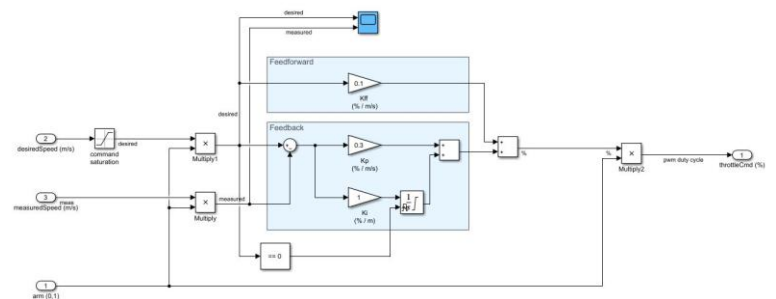 desired
measured
Feedforward
0.1
Kff
(% / m/s)
desired
Feedback
2
desiredSpeed (m/s)
command
saturation
desired
×
Multiply1
0.3
Kp
(% / m/s)
%
%
×
Multiply2
pwm duty cycle
1
throttleCmd (%)
3
meas
measuredSpeed (m/s)
×
Multiply
measured
1
Ki
(% / m)
== 0
1
arm (0,1)